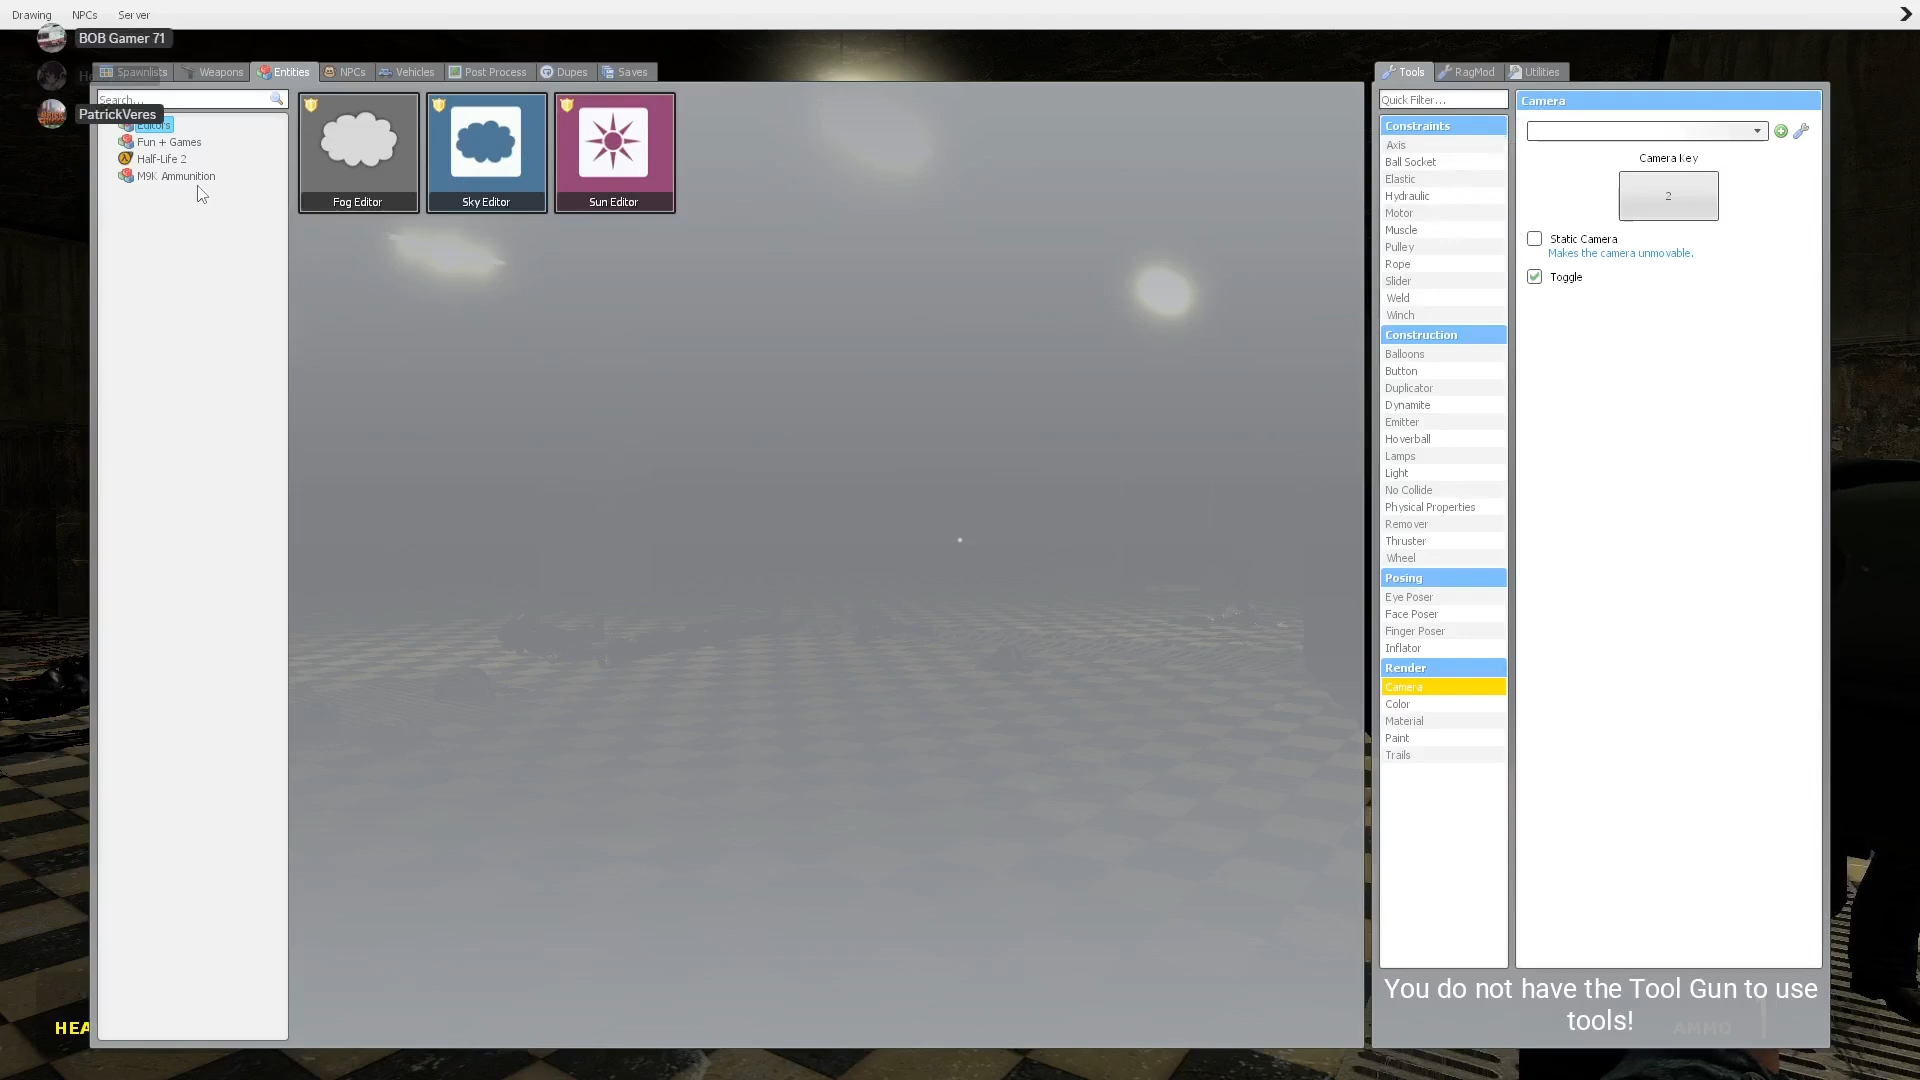 Drawing NPCs Server
BOB Gamer 71
PatrickVeres
Spawnlists Weapons Entities NPCs Vehicles Post Process Dupes Saves
Search...
Editors
Fun + Games
Half-Life 2
M9K Ammunition
Fog Editor
Sky Editor
Sun Editor
HEA
Tools RagMod Utilities
Quick Filter...
Constraints
Axis
Ball Socket
Elastic
Hydraulic
Motor
Muscle
Pulley
Rope
Slider
Weld
Winch
Construction
Balloons
Button
Duplicator
Dynamite
Emitter
Hoverball
Lamps
Light
No Collide
Physical Properties
Remover
Thruster
Wheel
Posing
Eye Poser
Face Poser
Finger Poser
Inflator
Render
Camera
Color
Material
Paint
Trails
Camera
Camera Key
2
Static Camera
Makes the camera unmovable.
Toggle
You do not have the Tool Gun to use
tools!
AMMO